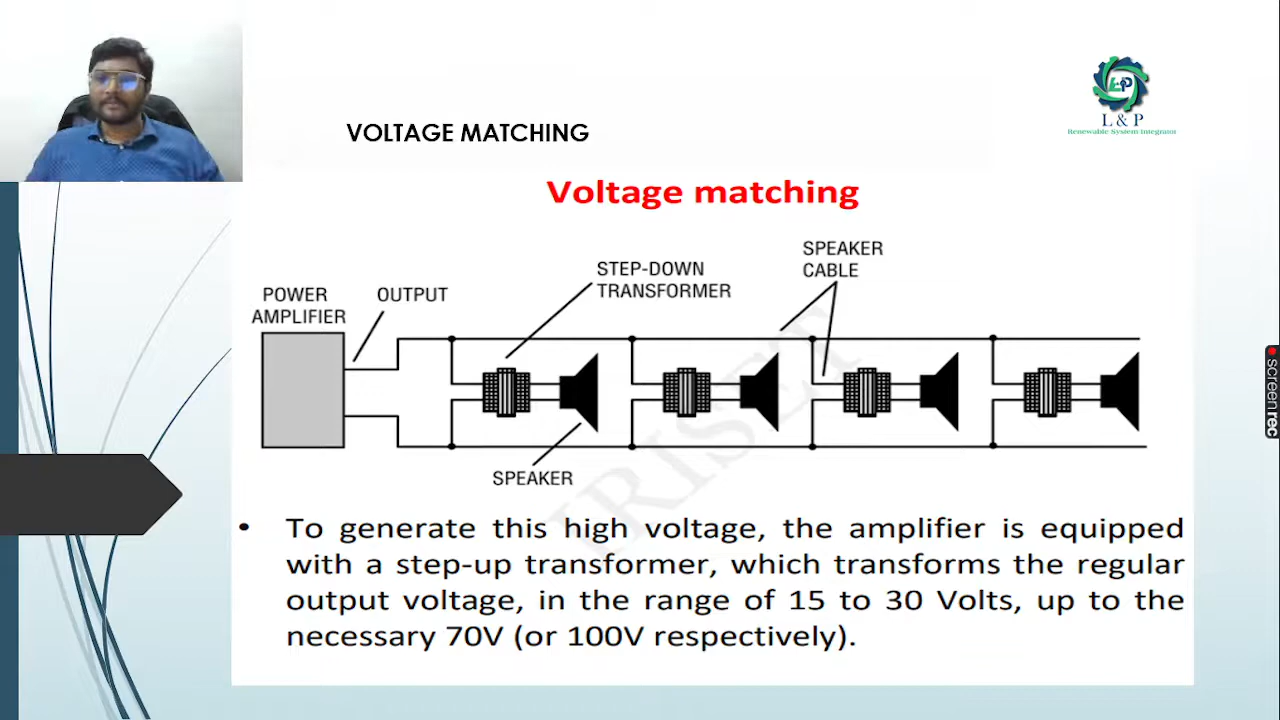 L & P
Renewable System Integrator
VOLTAGE MATCHING
Voltage matching
SPEAKER
CABLE
STEP-DOWN
TRANSFORMER
POWER
AMPLIFIER
OUTPUT
SPEAKER
IRISET
• To generate this high voltage, the amplifier is equipped
with a step-up transformer, which transforms the regular
output voltage, in the range of 15 to 30 Volts, up to the
necessary 70V (or 100V respectively).
screenrec